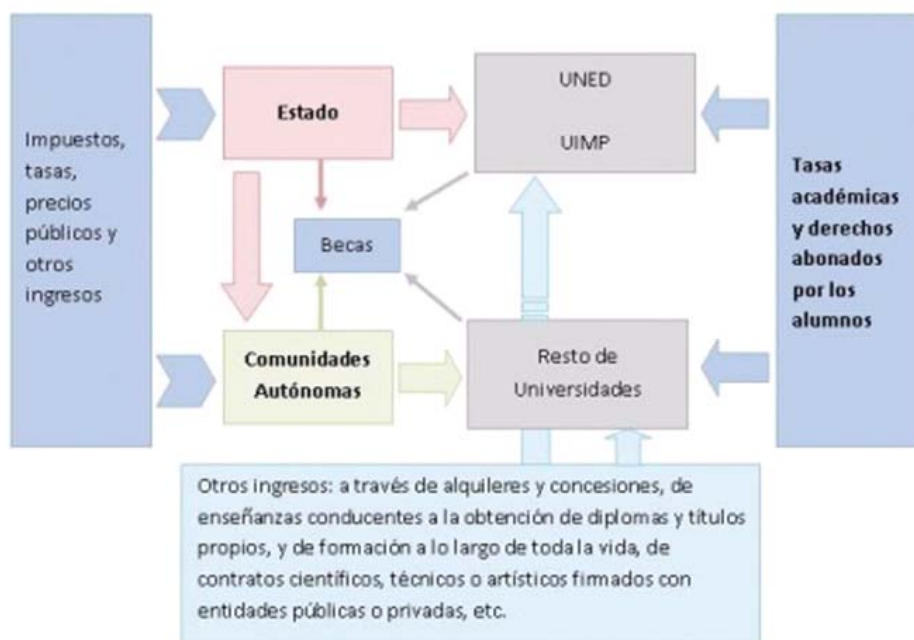 Impuestos,
tasas,
precios
públicos y
otros
ingresos
Estado
UNED
UIMP
Becas
Comunidades
Autónomas
Resto de
Universidades
Tasas
académicas
y derechos
abonados
por los
alumnos
Otros ingresos: a través de alquileres y concesiones, de
enseñanzas conducentes a la obtención de diplomas y títulos
propios, y de formación a lo largo de toda la vida, de
contratos científicos, técnicos o artísticos firmados con
entidades públicas o privadas, etc.